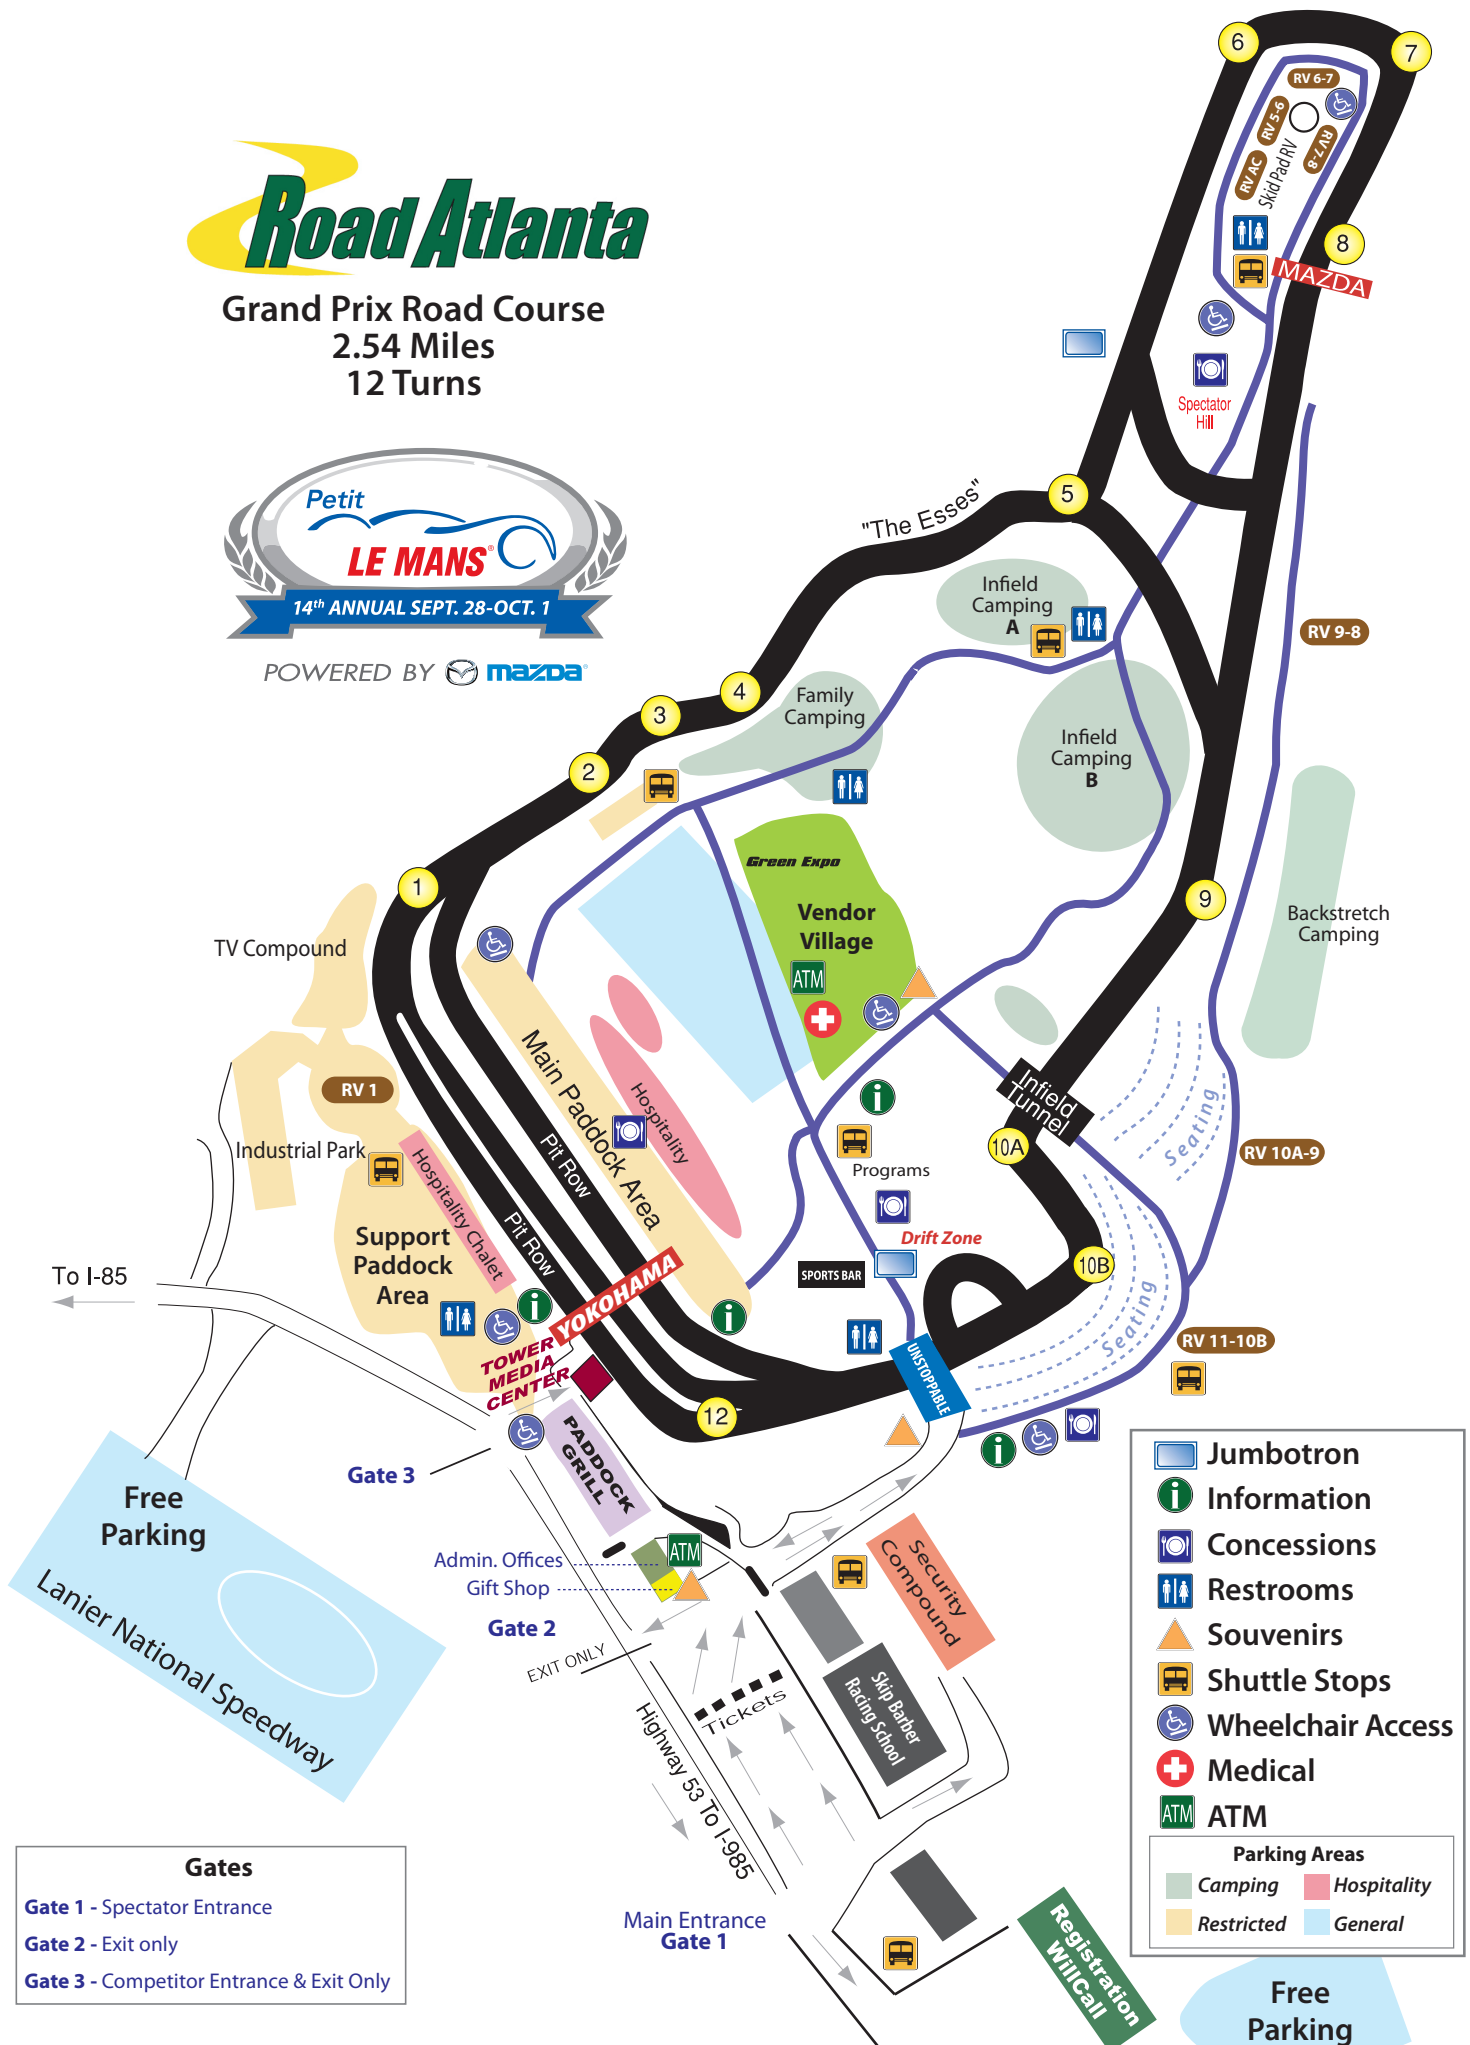 Road Atlanta
Grand Prix Road Course
2.54 Miles
12 Turns
Petit
LE MANS®
14th ANNUAL SEPT. 28-OCT. 1
POWERED BY mazda
6
7
RV 6-7
RV 5-6
RV 7-8
RV AC
Skid Pad RV
8
MAZDA
Spectator
Hill
5
"The Esses"
Infield
Camping
A
RV 9-8
4
3
Family
Camping
2
Infield
Camping
B
Green Expo
1
9
Vendor
Village
Backstretch
Camping
TV Compound
ATM
Main Paddock Area
Hospitality
RV 1
Infield
Tunnel
Seating
10A
Industrial Park
Pit Row
RV 10A-9
Programs
Hospitality Chalet
Pit Row
Support
Paddock
Area
Drift Zone
SPORTS BAR
10B
To I-85
YOKOHAMA
Seating
RV 11-10B
TOWER
MEDIA
CENTER
UNSTOPPABLE
12
PADDOCK
GRILL
Gate 3
Free
Parking
Lanier National Speedway
Admin. Offices
ATM
Gift Shop
Gate 2
EXIT ONLY
Security
Compound
Tickets
Skip Barber
Racing School
Highway 53 To I-985
Main Entrance
Gate 1
Registration
WillCall
Jumbotron
Information
Concessions
Restrooms
Souvenirs
Shuttle Stops
Wheelchair Access
Medical
ATM ATM
Parking Areas
Camping Hospitality
Restricted General
Free
Parking
Gates
Gate 1 - Spectator Entrance
Gate 2 - Exit only
Gate 3 - Competitor Entrance & Exit Only